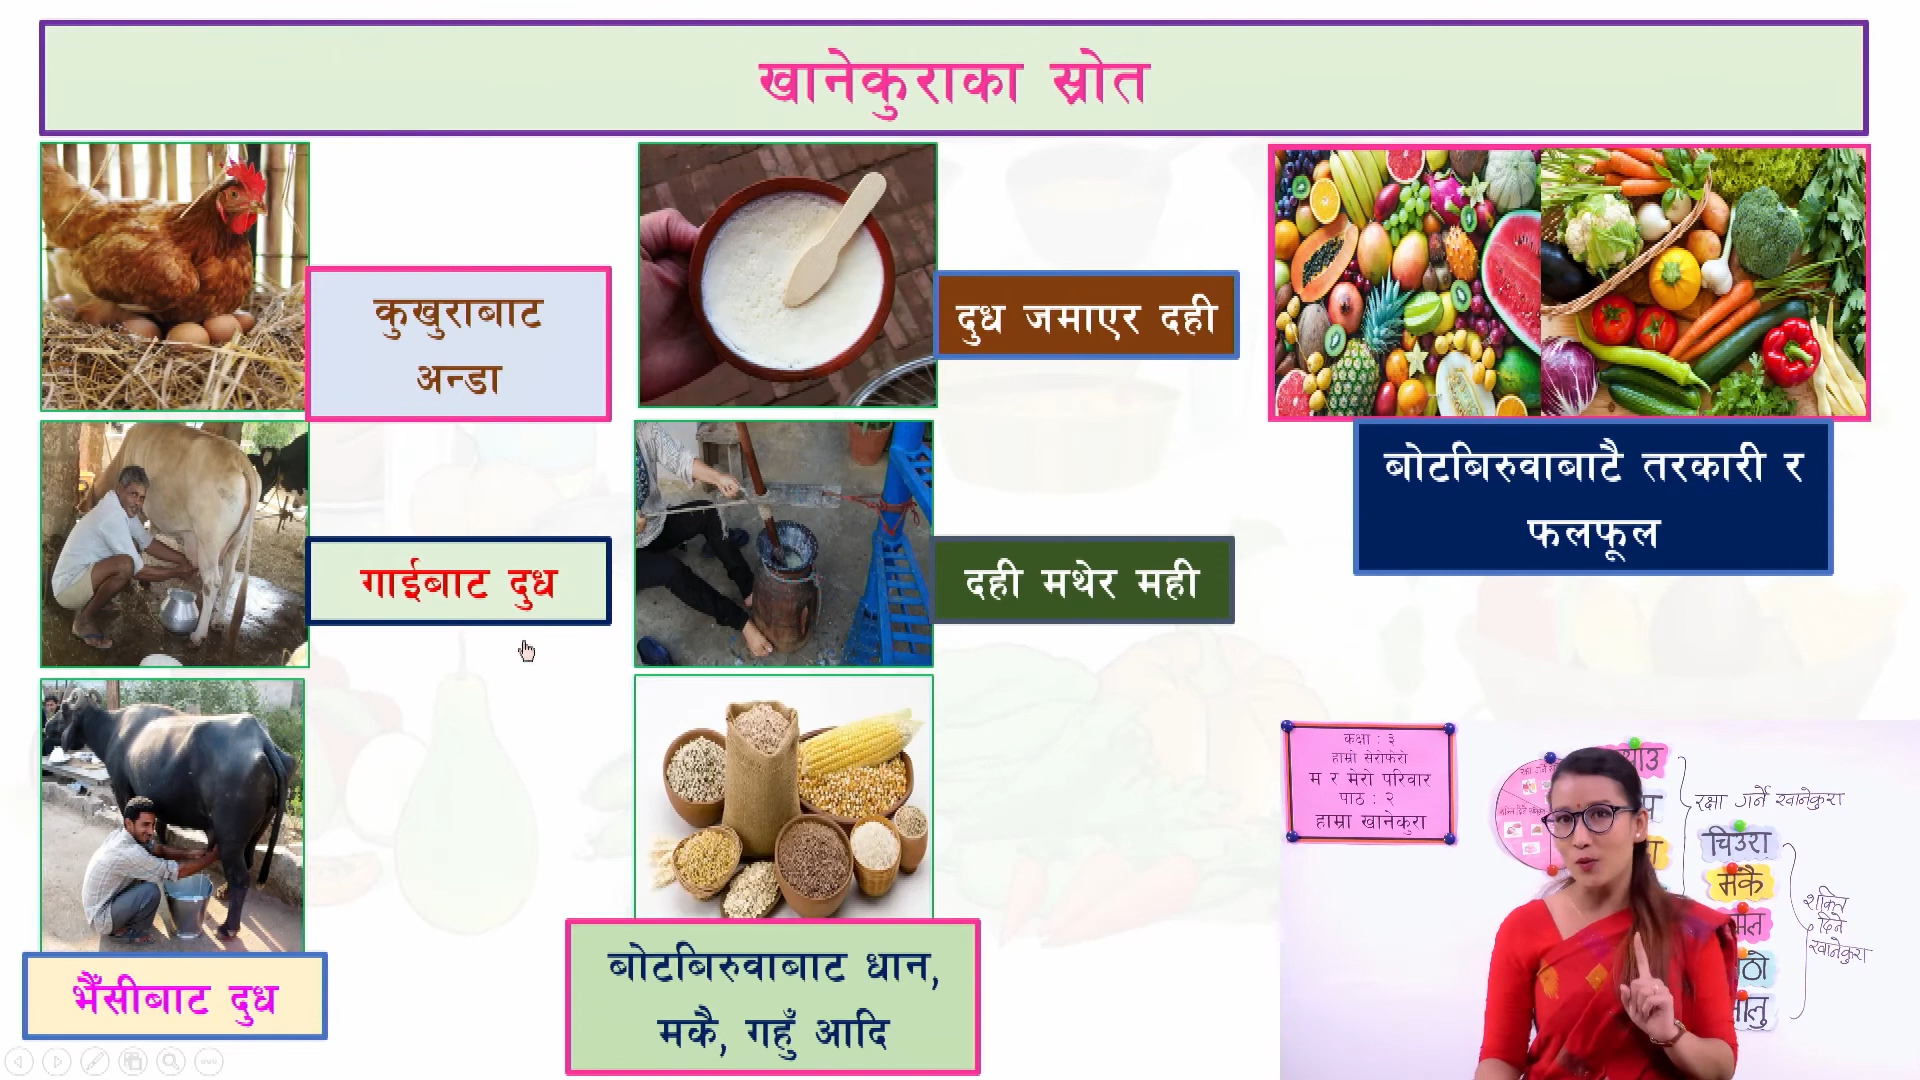 खानेकुराका स्रोत
कुखुराबाट
अन्डा
गाईबाट दुध
भैँसीबाट दुध
दुध जमाएर दही
दही मथेर मही
बोटबिरुवाबाट धान,
मकै, गहुँ आदि
बोटबिरुवाबाटै तरकारी र
फलफूल
कक्षा : ३
हाम्रो सेरोफेरो
म र मेरो परिवार
पाठ : २
हाम्रा खानेकुरा
रक्षा गर्ने खानेकुरा
चिउरा
मकै
शक्ति
दिने
खानेकुरा